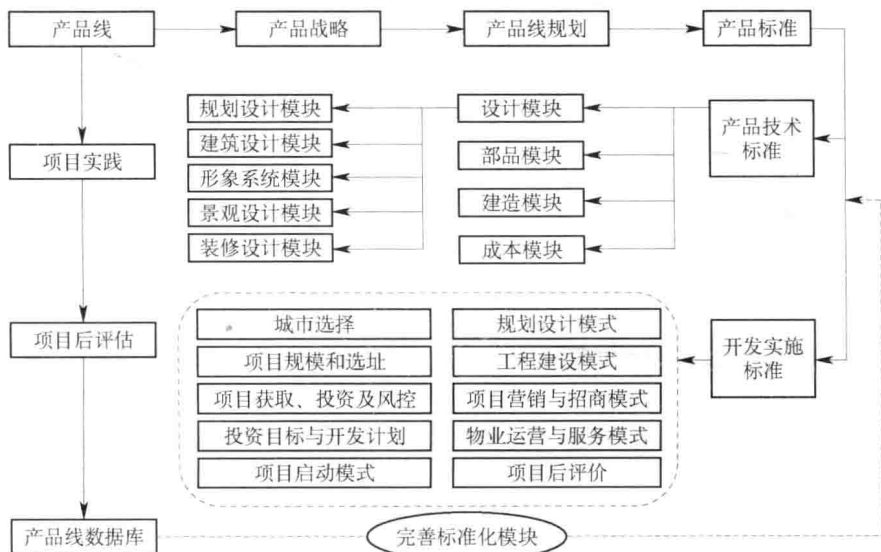 产品线
产品战略
产品线规划
产品标准
规划设计模块
设计模块
产品技术
标准
建筑设计模块
部品模块
项目实践
形象系统模块
景观设计模块
建造模块
装修设计模块
成本模块
城市选择
规划设计模式
项目后评估
项目规模和选址
工程建设模式
开发实施
标准
项目获取、投资及风控
项目营销与招商模式
投资目标与开发计划
物业运营与服务模式
项目启动模式
项目后评价
产品线数据库
完善标准化模块